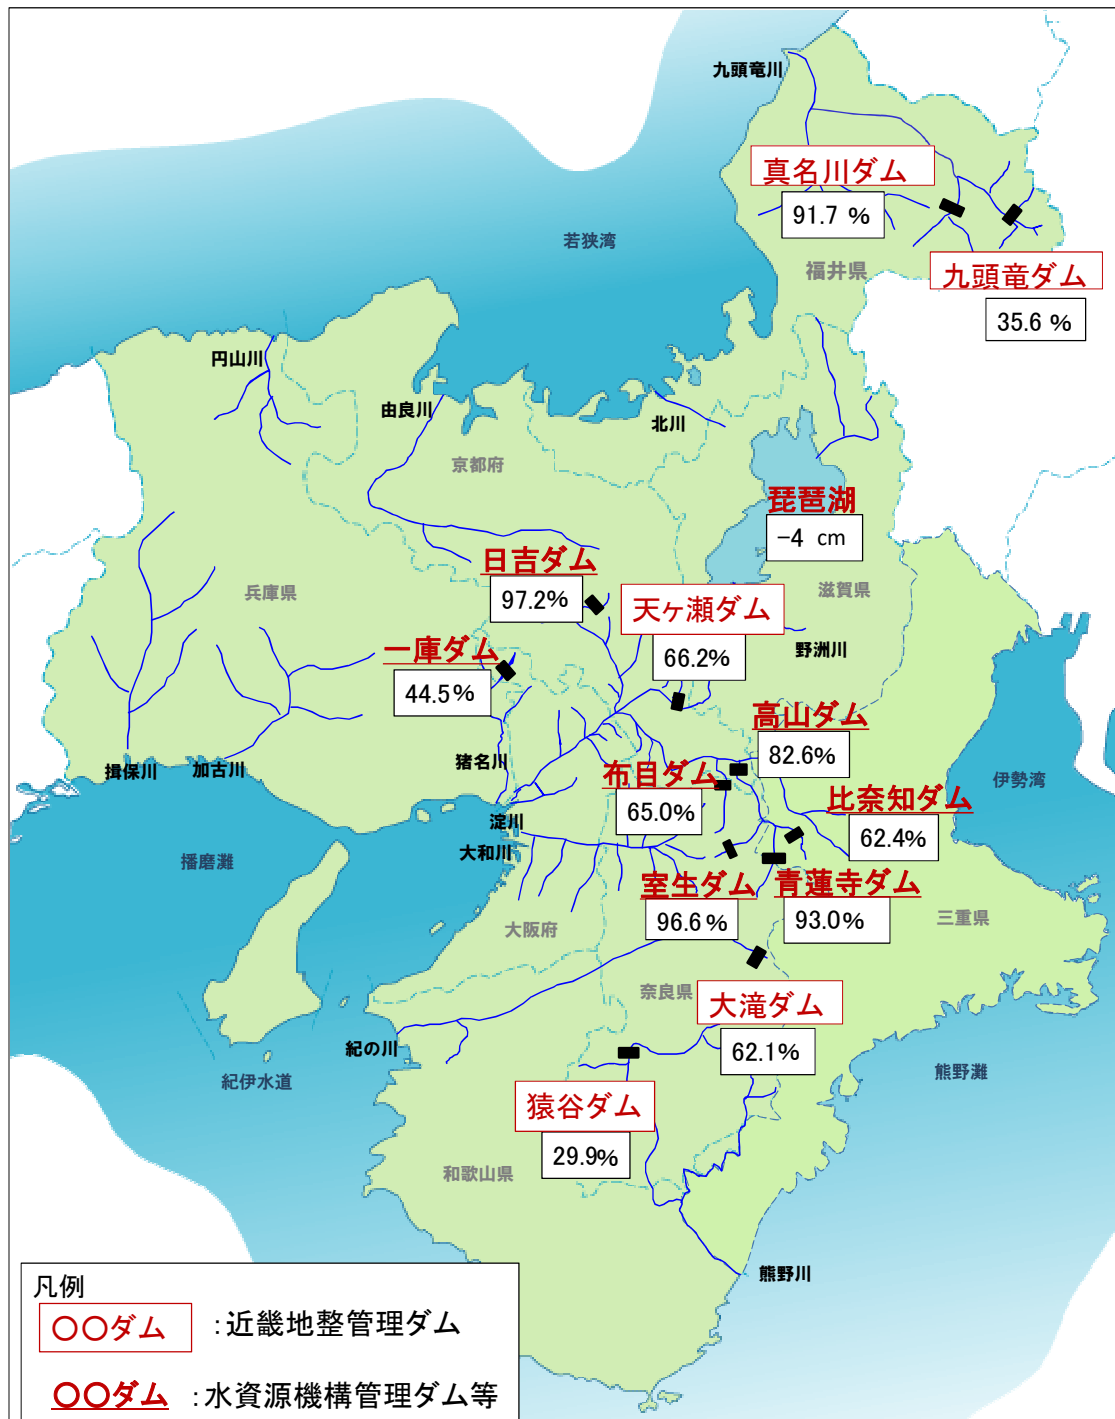 九頭竜川
真名川ダム
91.7 %
若狭湾
福井県
九頭竜ダム
35.6 %
円山川
由良川
北川
京都府
琵琶湖
-4 cm
日吉ダム
97.2%
兵庫県
天ヶ瀬ダム
66.2%
滋賀県
野洲川
一庫ダム
44.5%
高山ダム
82.6%
猪名川
揖保川
加古川
布目ダム
65.0%
伊勢湾
比奈知ダム
62.4%
淀川
大和川
播磨灘
室生ダム
96.6%
青蓮寺ダム
93.0%
大阪府
三重県
奈良県
大滝ダム
62.1%
紀の川
紀伊水道
熊野灘
猿谷ダム
29.9%
和歌山県
熊野川
凡例
〇〇ダム :近畿地整管理ダム
〇〇ダム :水資源機構管理ダム等